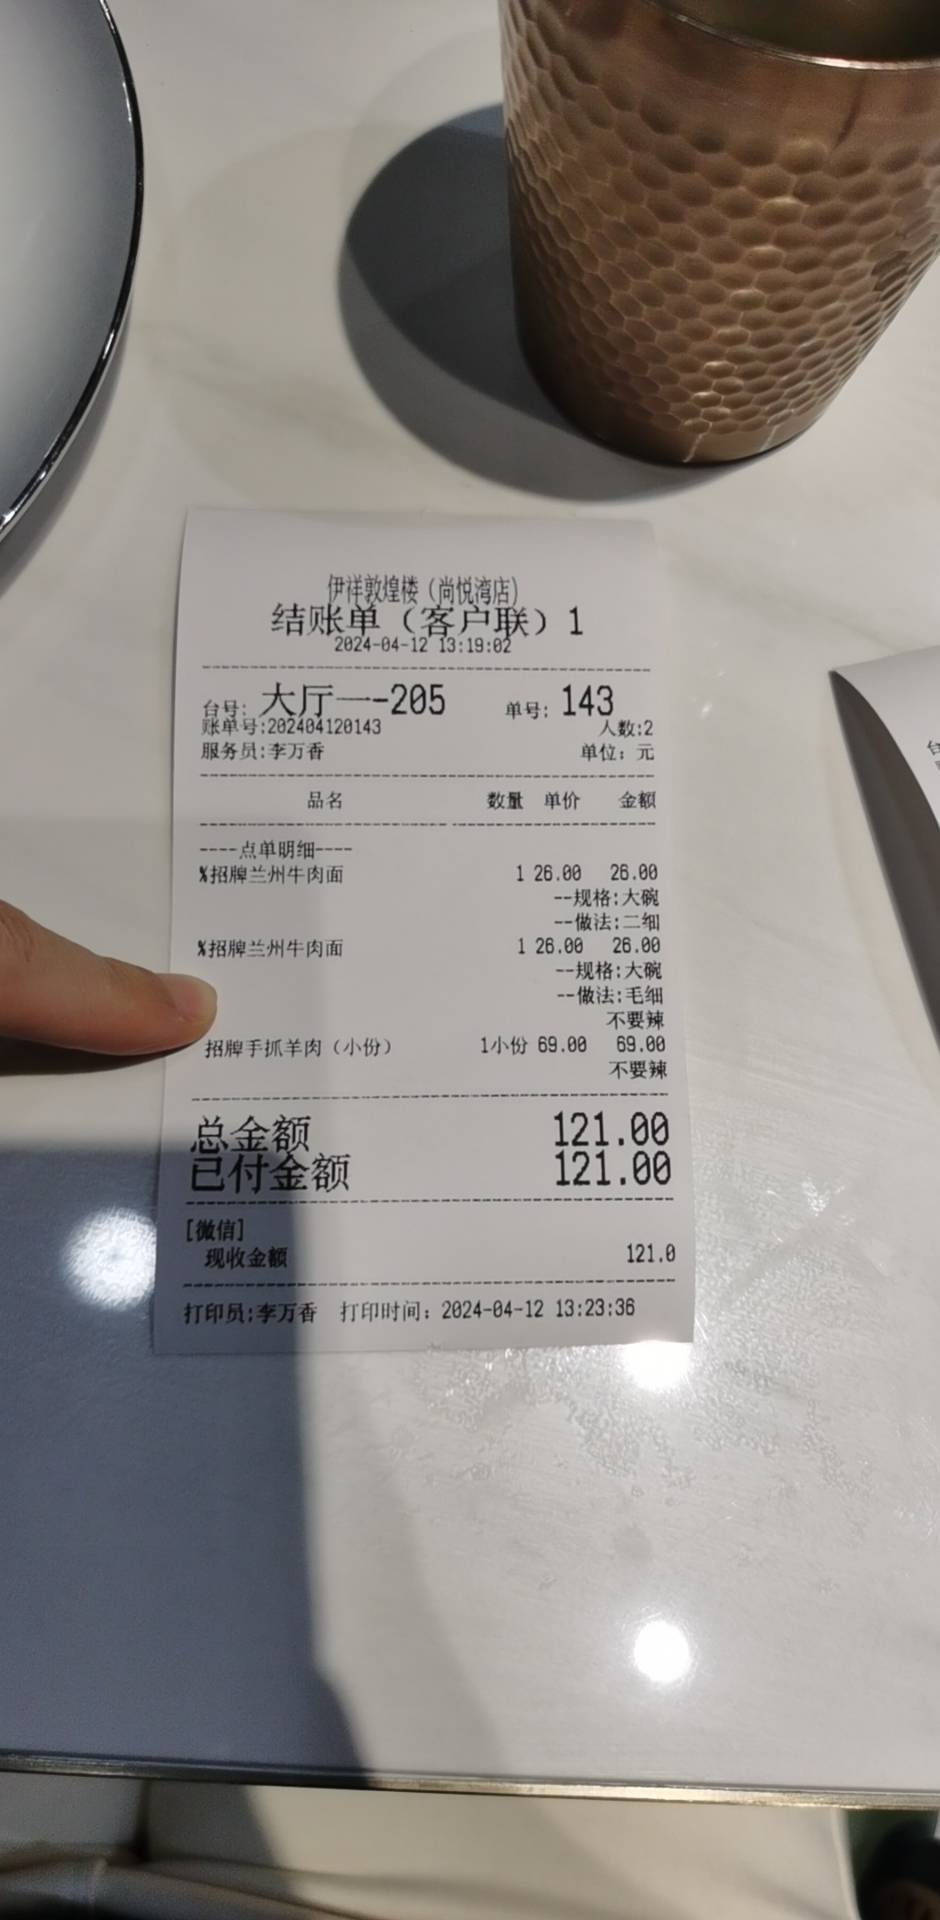 伊祥敦煌楼（尚悦湾店）
结账单（客户联）1
2024-04-12 13:19:02
台号: 大厅一-205 单号: 143
账单号:202404120143 人数:2
服务员:李万香 单位: 元
品名 数量 单价 金额
----点单明细----
%招牌兰州牛肉面 1 26.00 26.00
--规格:大碗
--做法:二细
%招牌兰州牛肉面 1 26.00 26.00
--规格:大碗
--做法:毛细
不要辣
招牌手抓羊肉（小份） 1小份 69.00 69.00
不要辣
总金额 121.00
已付金额 121.00
[微信]
现收金额 121.0
打印员:李万香 打印时间: 2024-04-12 13:23:36